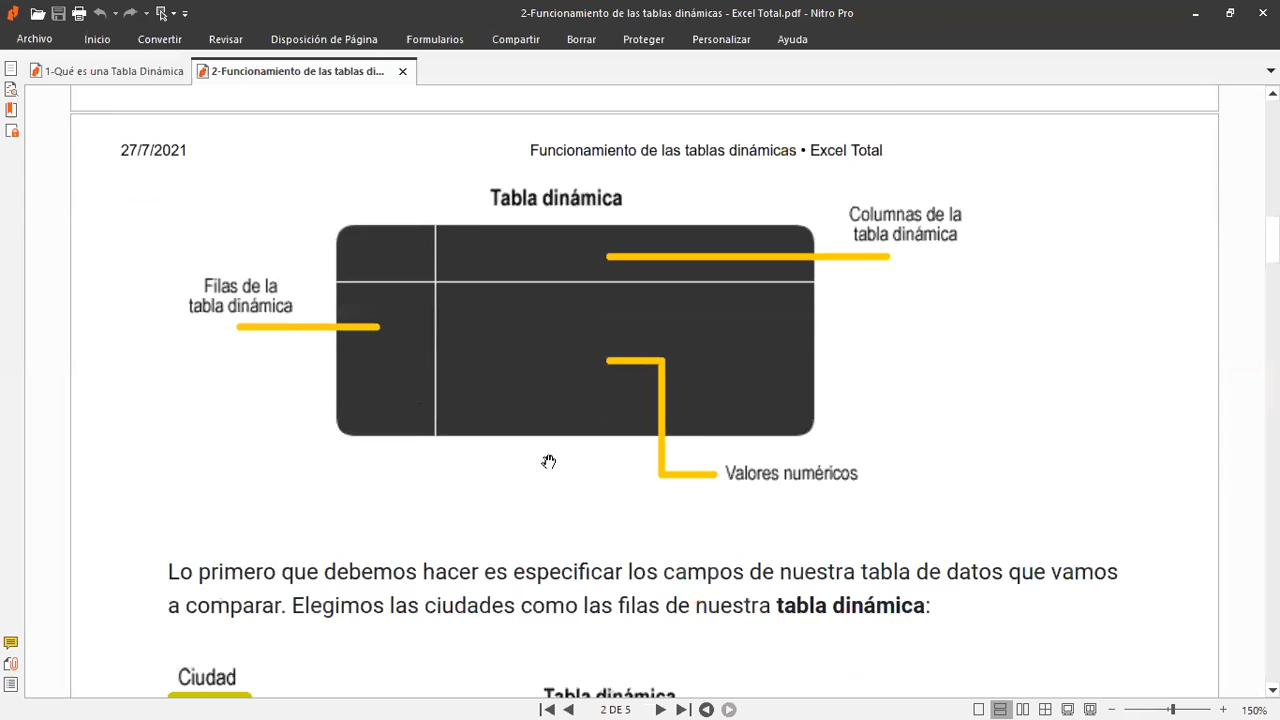 2-Funcionamiento de las tablas dinámicas - Excel Total.pdf - Nitro Pro
Archivo Inicio Convertir Revisar Disposición de Página Formularios Compartir Borrar Proteger Personalizar Ayuda
1-Qué es una Tabla Dinámica 2-Funcionamiento de las tablas di...
27/7/2021 Funcionamiento de las tablas dinámicas • Excel Total
Tabla dinámica
Columnas de la
tabla dinámica
Filas de la
tabla dinámica
Valores numéricos
Lo primero que debemos hacer es especificar los campos de nuestra tabla de datos que vamos
a comparar. Elegimos las ciudades como las filas de nuestra tabla dinámica:
Ciudad
Tabla dinámica
2 DE 5
150%